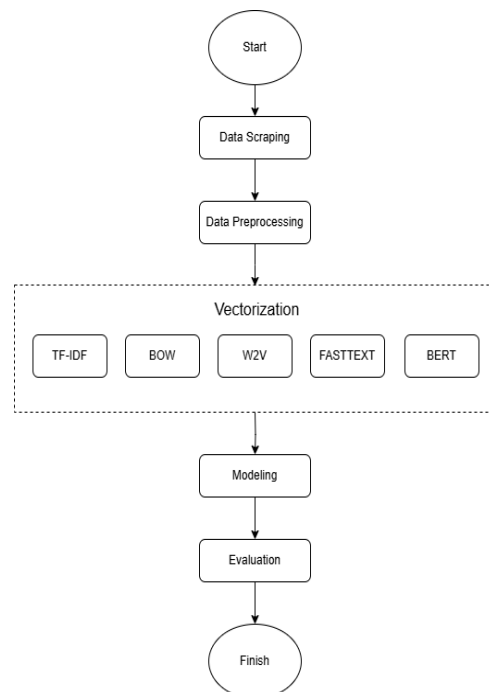 Start
Data Scraping
Data Preprocessing
Vectorization
TF-IDF
BOW
W2V
FASTTEXT
BERT
Modeling
Evaluation
Finish